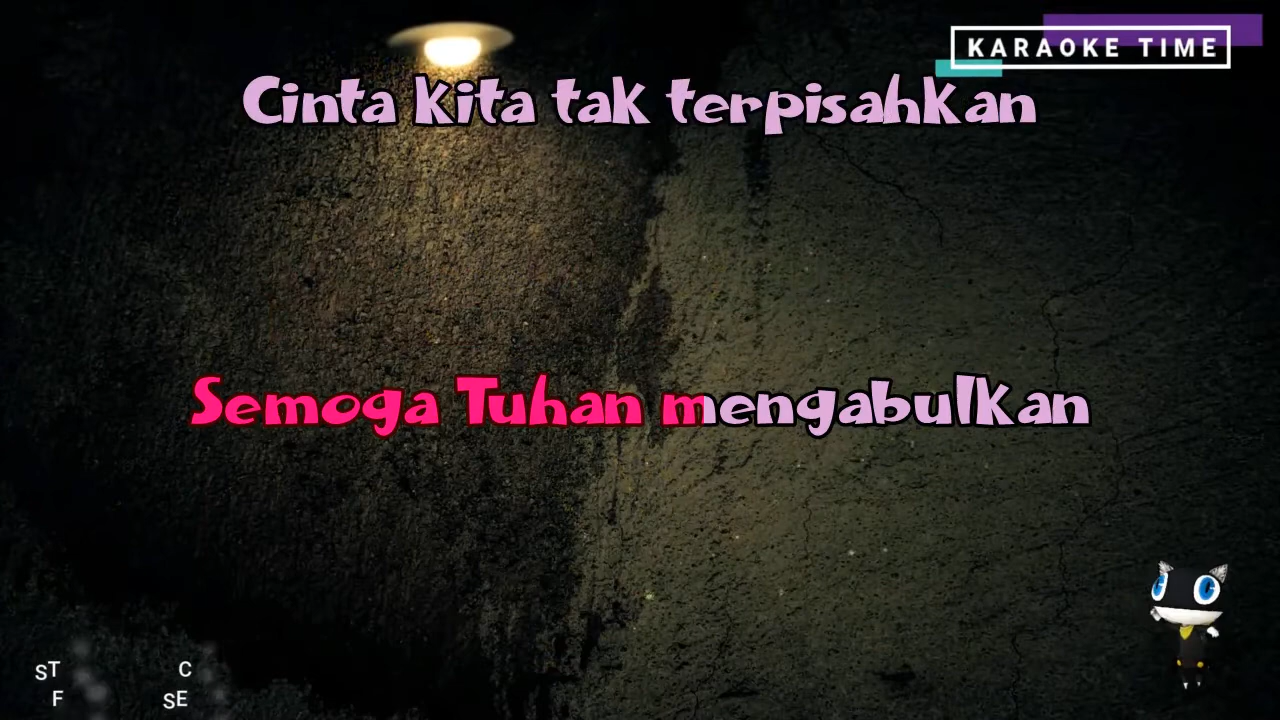 KARAOKE TIME
Cinta kita tak terpisahkan
Semoga Tuhan mengabulkan
ST C
F SE